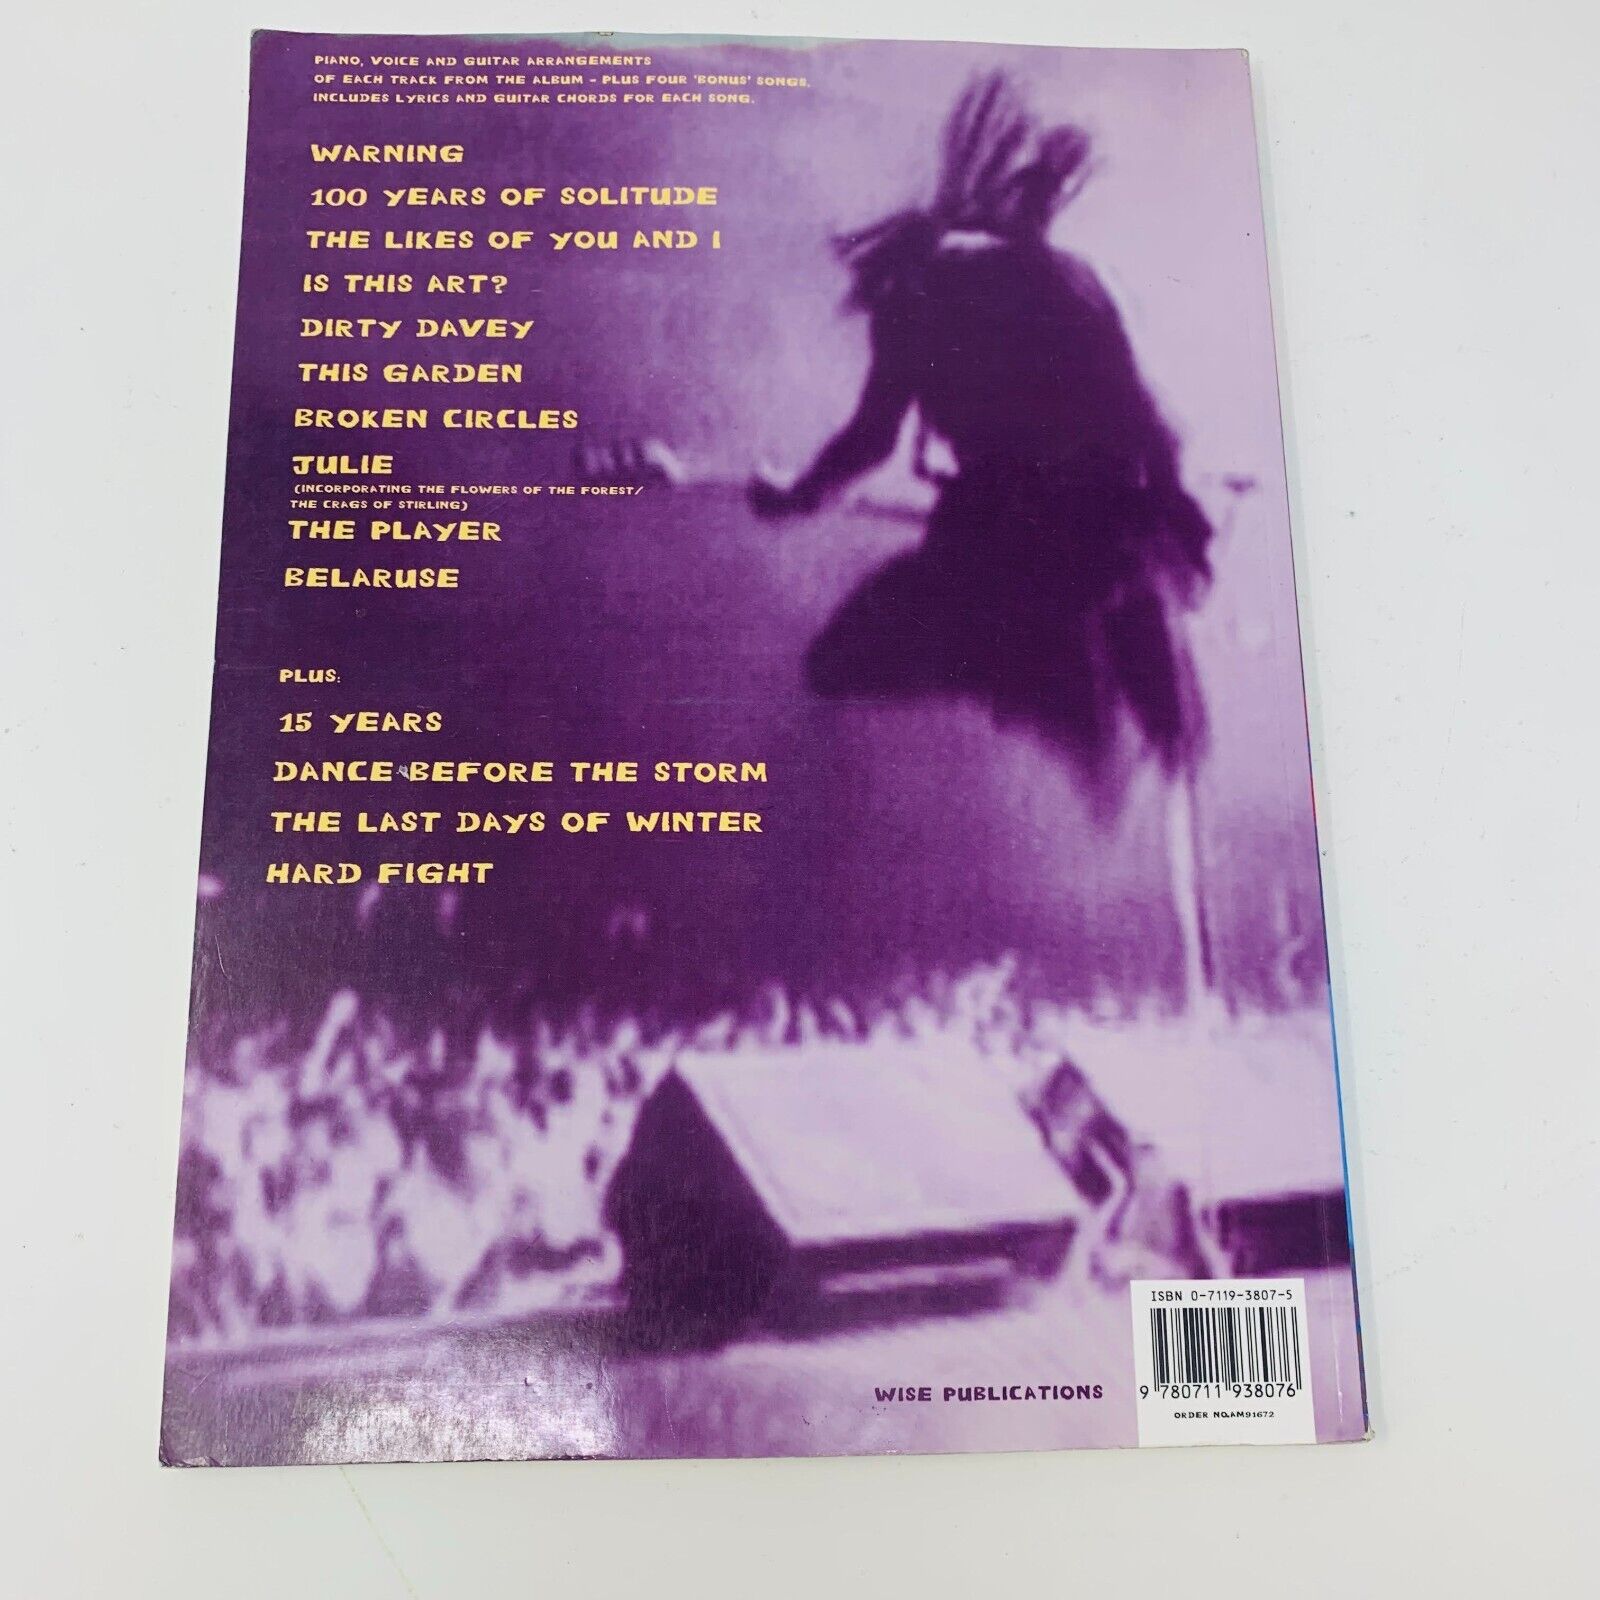 PIANO, VOICE AND GUITAR ARRANGEMENTS
OF EACH TRACK FROM THE ALBUM - PLUS FOUR 'BONUS' SONGS.
INCLUDES LYRICS AND GUITAR CHORDS FOR EACH SONG.
WARNING
100 YEARS OF SOLITUDE
THE LIKES OF YOU AND I
IS THIS ART?
DIRTY DAVEY
THIS GARDEN
BROKEN CIRCLES
JULIE
(INCORPORATING THE FLOWERS OF THE FOREST/
THE CRAGS OF STIRLING)
THE PLAYER
BELARUSE
PLUS:
15 YEARS
DANCE BEFORE THE STORM
THE LAST DAYS OF WINTER
HARD FIGHT
ISBN 0-7119-3807-5
9 780711 938076
ORDER NO.AM91672
WISE PUBLICATIONS